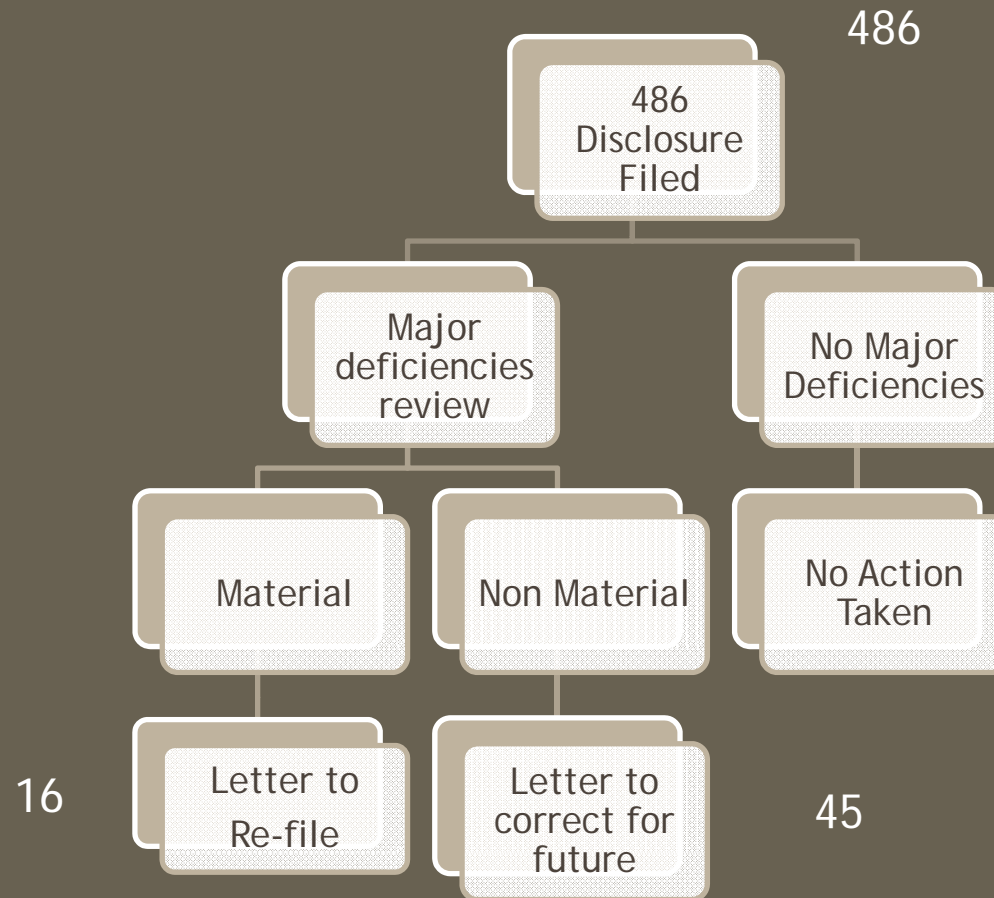 486
486
Disclosure
Filed
Major
deficiencies
review
No Major
Deficiencies
Material
Non Material
No Action
Taken
16
Letter to
Re-file
Letter to
correct for
future
45